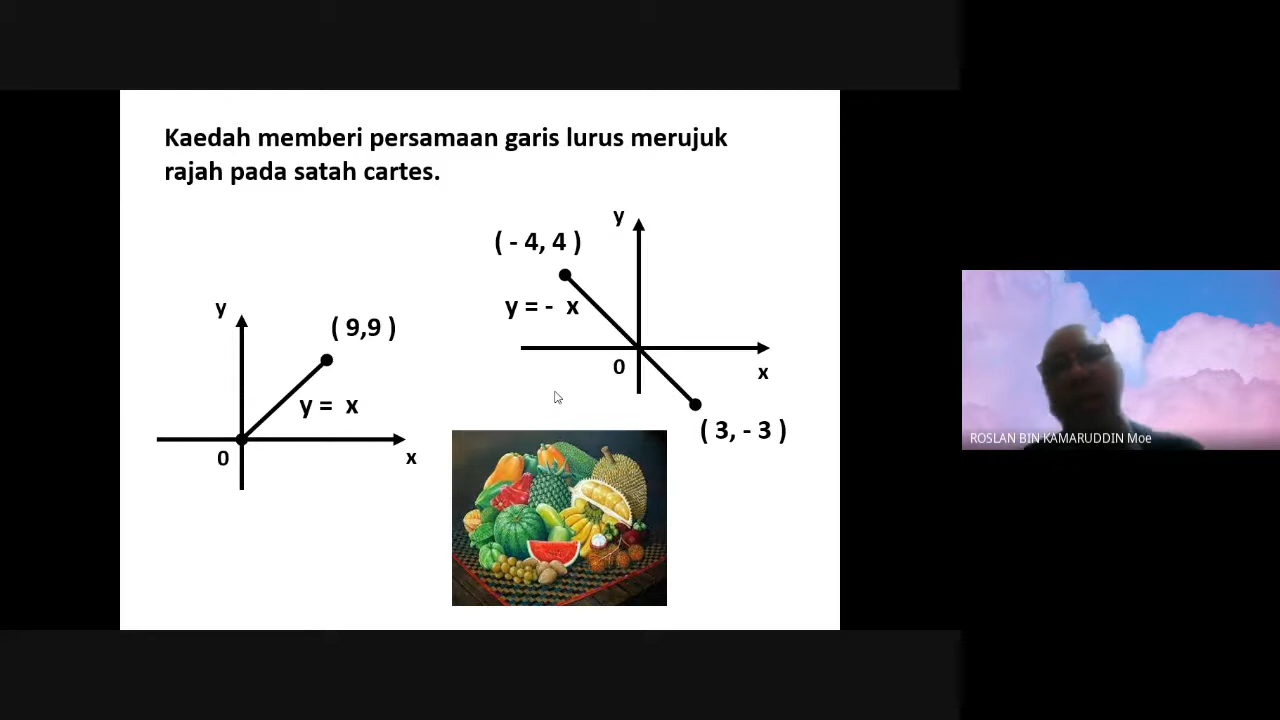 Kaedah memberi persamaan garis lurus merujuk
rajah pada satah cartes.
y
( 9,9 )
y = x
0
x
y
( - 4, 4 )
y = - x
0
x
( 3, - 3 )
ROSLAN BIN KAMARUDDIN Moe